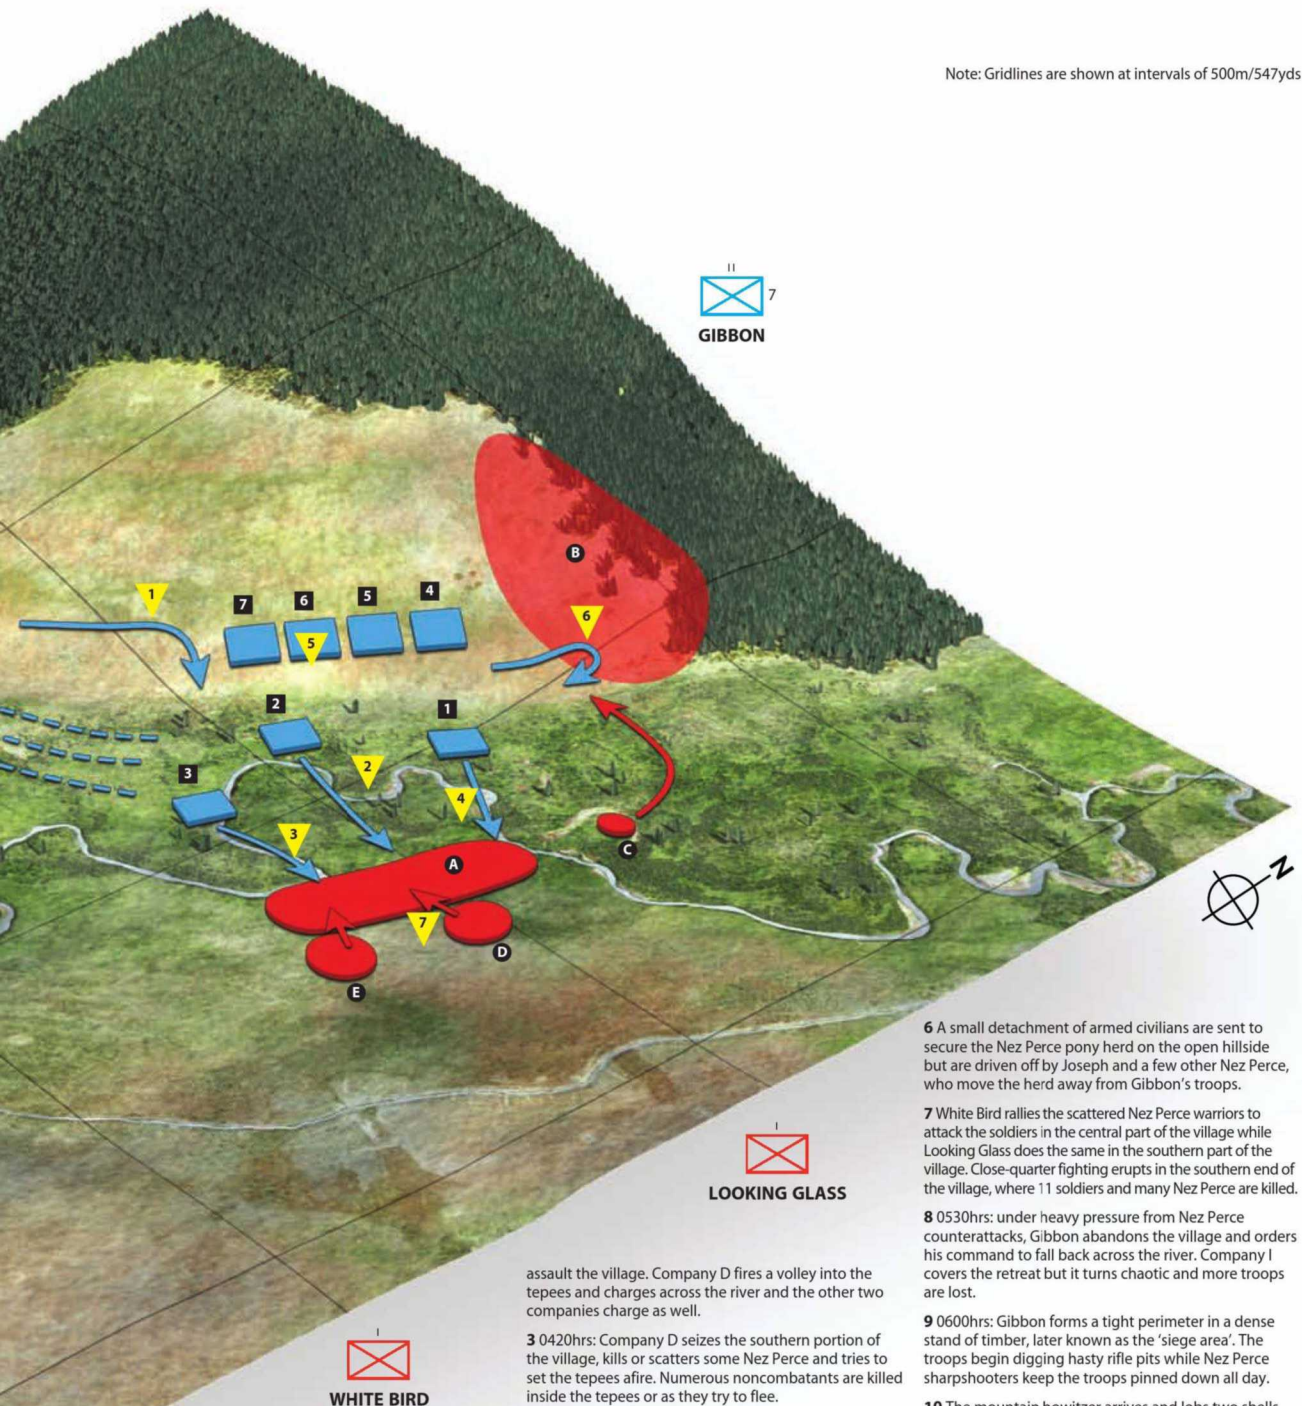 Note: Gridlines are shown at intervals of 500m/547yds
II
7
GIBBON
B
1
7
6
5
4
6
5
2
1
2
3
4
3
A
C
7
D
E
N
I
LOOKING GLASS
I
WHITE BIRD
assault the village. Company D fires a volley into the
tepees and charges across the river and the other two
companies charge as well.
3 0420hrs: Company D seizes the southern portion of
the village, kills or scatters some Nez Perce and tries to
set the tepees afire. Numerous noncombatants are killed
inside the tepees or as they try to flee.
6 A small detachment of armed civilians are sent to
secure the Nez Perce pony herd on the open hillside
but are driven off by Joseph and a few other Nez Perce,
who move the herd away from Gibbon's troops.
7 White Bird rallies the scattered Nez Perce warriors to
attack the soldiers in the central part of the village while
Looking Glass does the same in the southern part of the
village. Close-quarter fighting erupts in the southern end of
the village, where 11 soldiers and many Nez Perce are killed.
8 0530hrs: under heavy pressure from Nez Perce
counterattacks, Gibbon abandons the village and orders
his command to fall back across the river. Company I
covers the retreat but it turns chaotic and more troops
are lost.
9 0600hrs: Gibbon forms a tight perimeter in a dense
stand of timber, later known as the 'siege area'. The
troops begin digging hasty rifle pits while Nez Perce
sharpshooters keep the troops pinned down all day.
10 The mountain howitzer arrives and lobs two shells